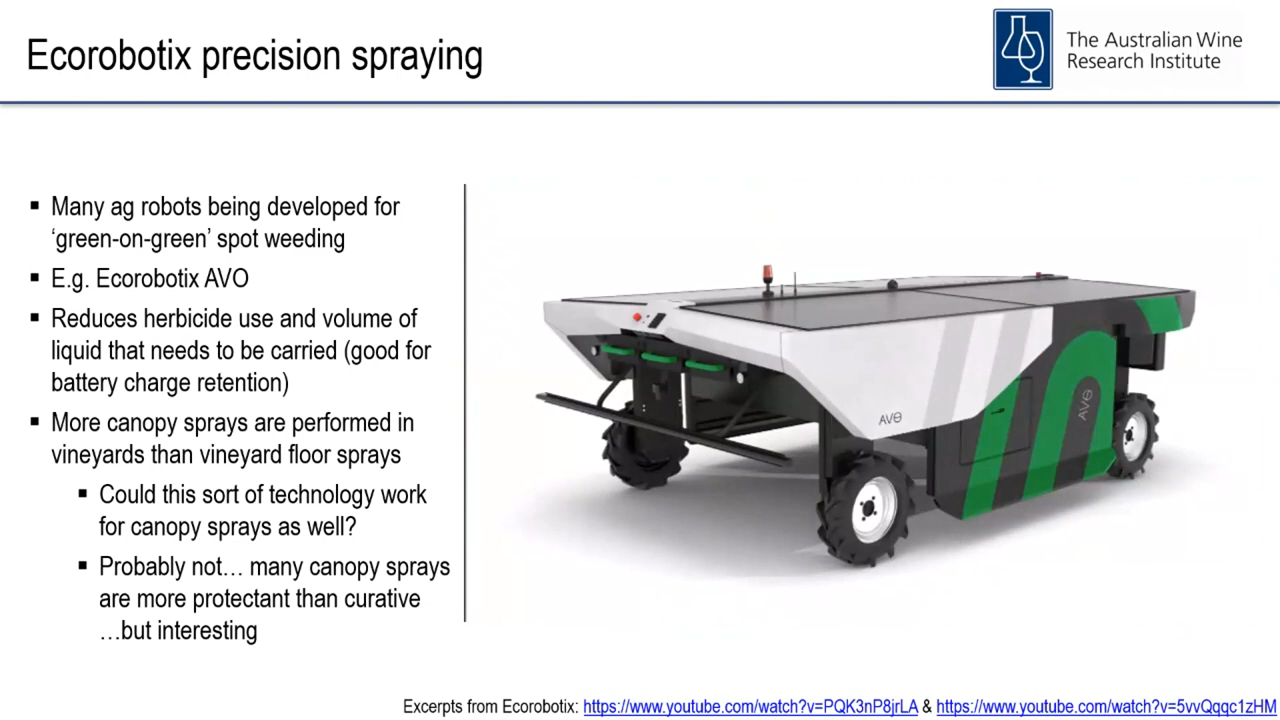 Ecorobotix precision spraying
The Australian Wine
Research Institute
▪ Many ag robots being developed for
‘green-on-green’ spot weeding
▪ E.g. Ecorobotix AVO
▪ Reduces herbicide use and volume of
liquid that needs to be carried (good for
battery charge retention)
▪ More canopy sprays are performed in
vineyards than vineyard floor sprays
▪ Could this sort of technology work
for canopy sprays as well?
▪ Probably not… many canopy sprays
are more protectant than curative
…but interesting
AVO
AVO
Excerpts from Ecorobotix: https://www.youtube.com/watch?v=PQK3nP8jrLA & https://www.youtube.com/watch?v=5vvQqqc1zHM